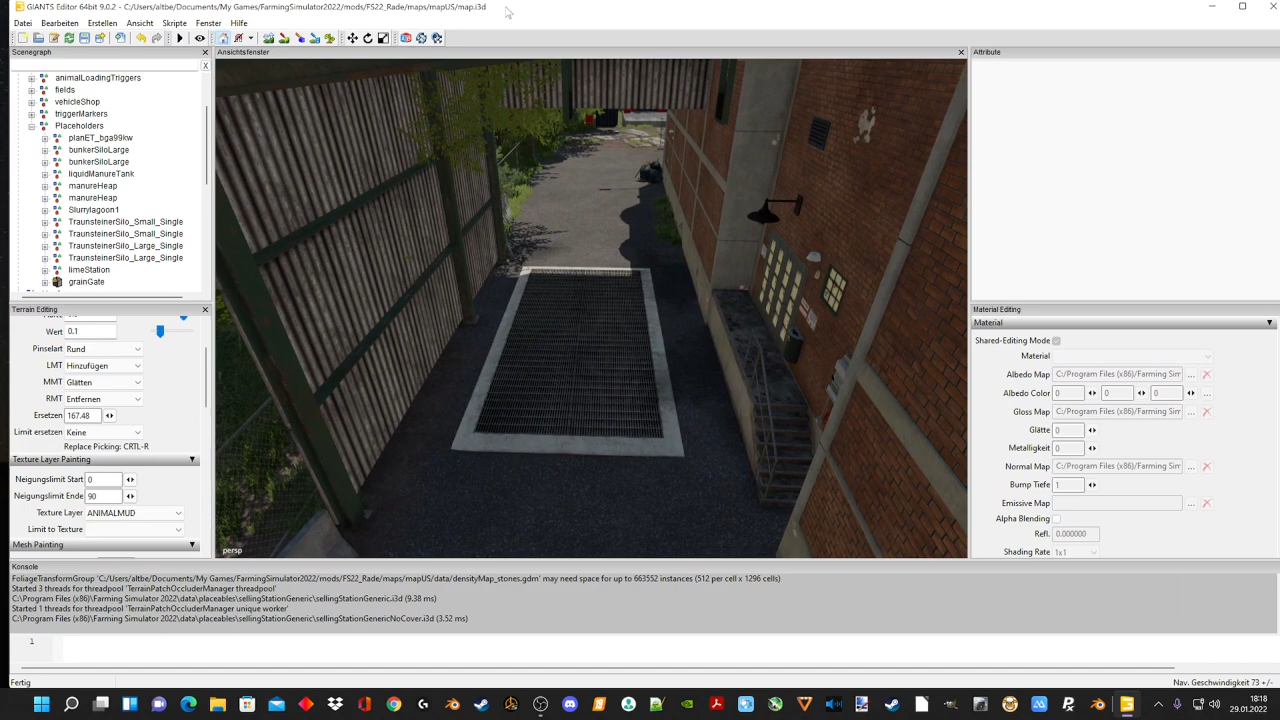 GIANTS Editor 64bit 9.0.2 - C:/Users/altbe/Documents/My Games/FarmingSimulator2022/mods/FS22_Rade/maps/mapUS/map.i3d
Datei Bearbeiten Erstellen Ansicht Skripte Fenster Hilfe
Scenegraph
X
animalLoadingTriggers
fields
vehicleShop
triggerMarkers
Placeholders
planET_bga99kw
bunkerSiloLarge
bunkerSiloLarge
liquidManureTank
manureHeap
manureHeap
Slurrylagoon1
TraunsteinerSilo_Small_Single
TraunsteinerSilo_Small_Single
TraunsteinerSilo_Large_Single
TraunsteinerSilo_Large_Single
limeStation
grainGate
Terrain Editing
Wert 0.1
Pinselart Rund
LMT Hinzufügen
MMT Glätten
RMT Entfernen
Ersetzen 167.48
Limit ersetzen Keine
Replace Picking: CRTL-R
Texture Layer Painting
Neigungslimit Start 0
Neigungslimit Ende 90
Texture Layer ANIMALMUD
Limit to Texture
Mesh Painting
Ansichtsfenster
persp
Attribute
Material Editing
Material
Shared-Editing Mode
Material
Albedo Map C:/Program Files (x86)/Farming Sim ...
Albedo Color 0 0 0 ...
Gloss Map C:/Program Files (x86)/Farming Sim ...
Glätte 0
Metalligkeit 0
Normal Map C:/Program Files (x86)/Farming Sim ...
Bump Tiefe 1
Emissive Map ...
Alpha Blending
Refl. 0.000000
Shading Rate 1x1
Konsole
FoliageTransformGroup 'C:/Users/altbe/Documents/My Games/FarmingSimulator2022/mods/FS22_Rade/maps/mapUS/data/densityMap_stones.gdm' may need space for up to 663552 instances (512 per cell x 1296 cells)
Started 3 threads for threadpool 'TerrainPatchOccluderManager threadpool'
C:\Program Files (x86)\Farming Simulator 2022\data\placeables\sellingStationGeneric\sellingStationGeneric.i3d (9.38 ms)
Started 1 threads for threadpool 'TerrainPatchOccluderManager unique worker'
C:\Program Files (x86)\Farming Simulator 2022\data\placeables\sellingStationGeneric\sellingStationGenericNoCover.i3d (3.52 ms)
1
Fertig
Nav. Geschwindigkeit 73 +/-
18:18
29.01.2022